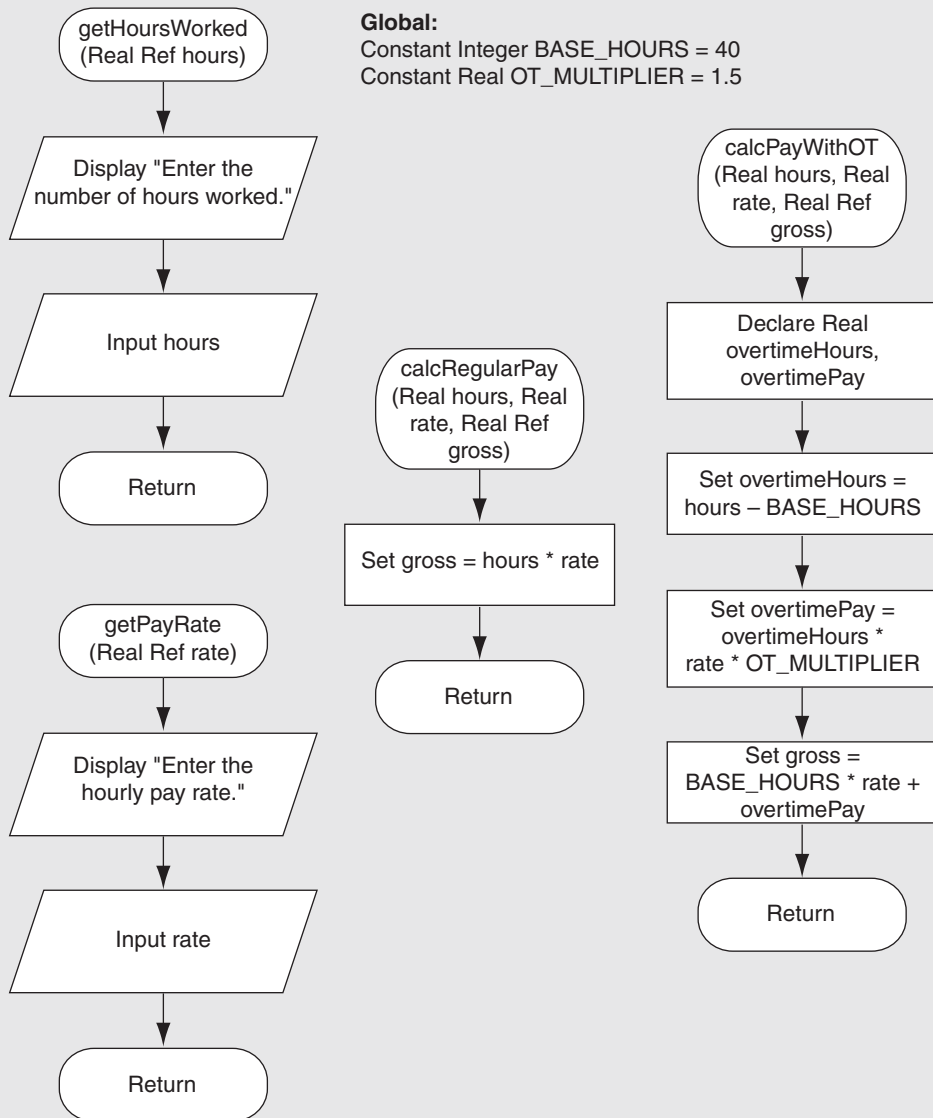 getHoursWorked
(Real Ref hours)
Display "Enter the
number of hours worked."
Input hours
Return
getPayRate
(Real Ref rate)
Display "Enter the
hourly pay rate."
Input rate
Return
Global:
Constant Integer BASE_HOURS = 40
Constant Real OT_MULTIPLIER = 1.5
calcRegularPay
(Real hours, Real
rate, Real Ref
gross)
Set gross = hours * rate
Return
calcPayWithOT
(Real hours, Real
rate, Real Ref
gross)
Declare Real
overtimeHours,
overtimePay
Set overtimeHours =
hours – BASE_HOURS
Set overtimePay =
overtimeHours *
rate * OT_MULTIPLIER
Set gross =
BASE_HOURS * rate +
overtimePay
Return